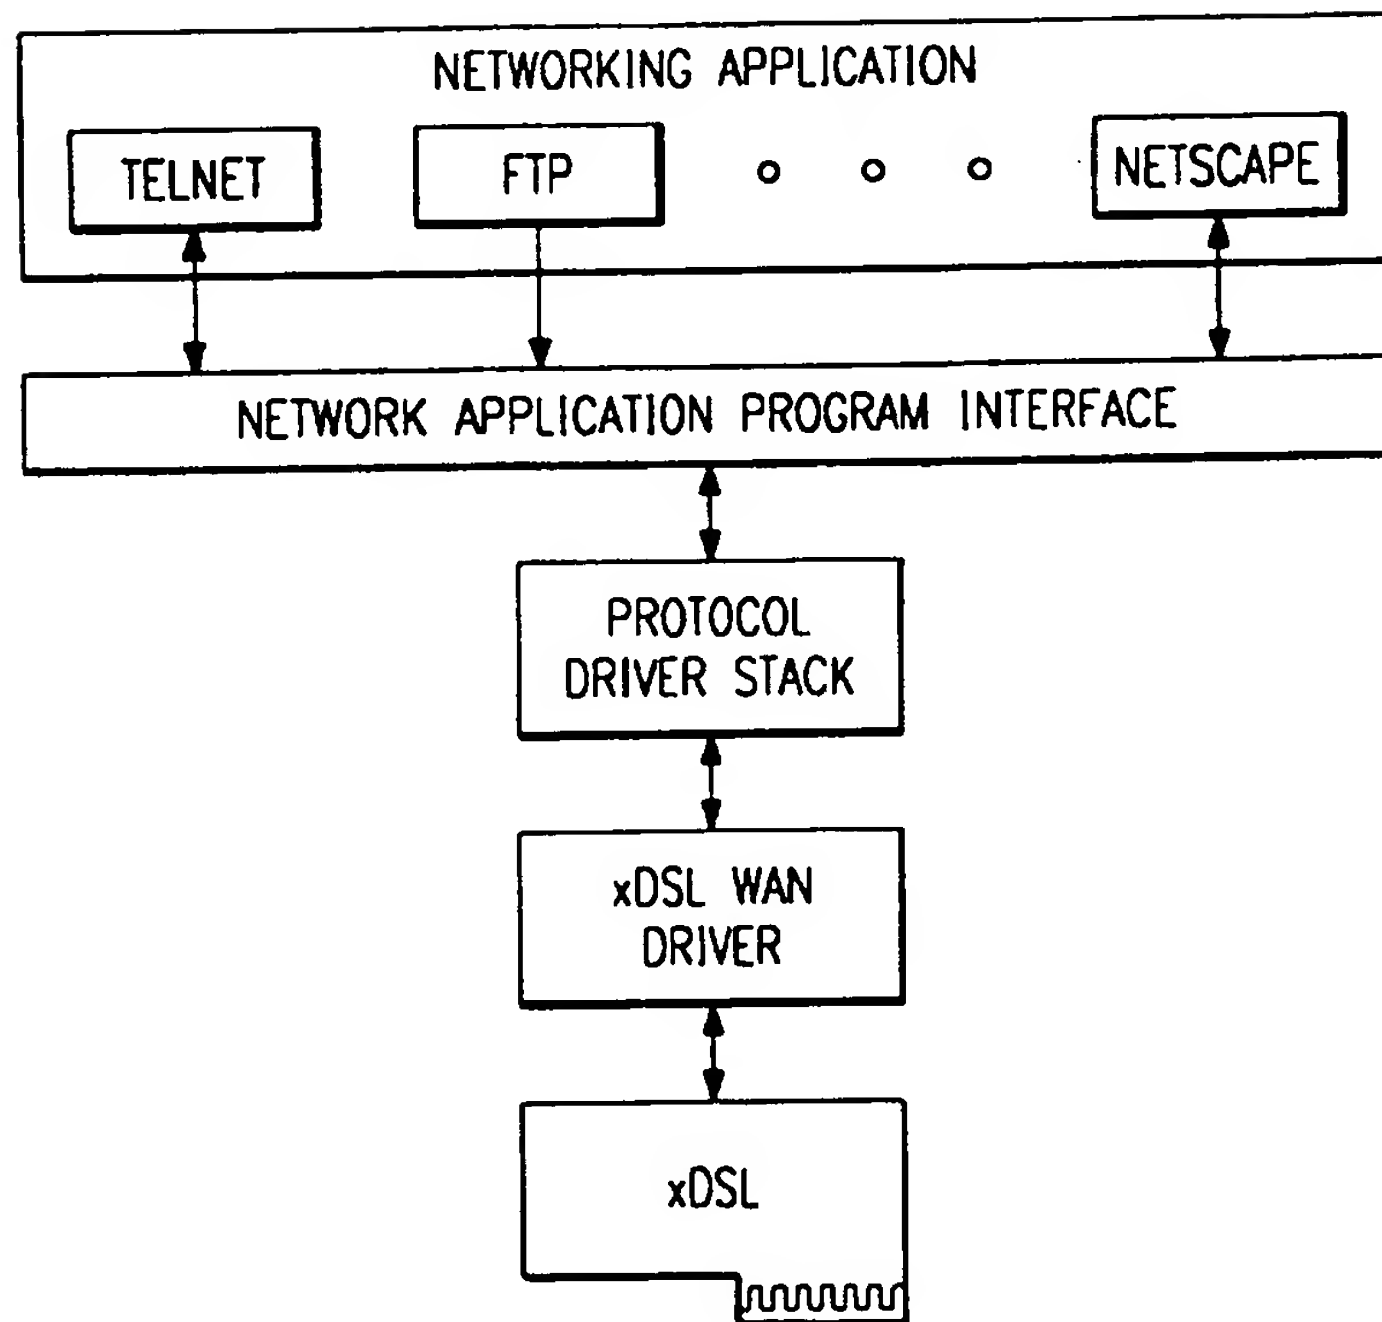 NETWORKING APPLICATION
TELNET
FTP
NETSCAPE
NETWORK APPLICATION PROGRAM INTERFACE
PROTOCOL
DRIVER STACK
xDSL WAN
DRIVER
xDSL